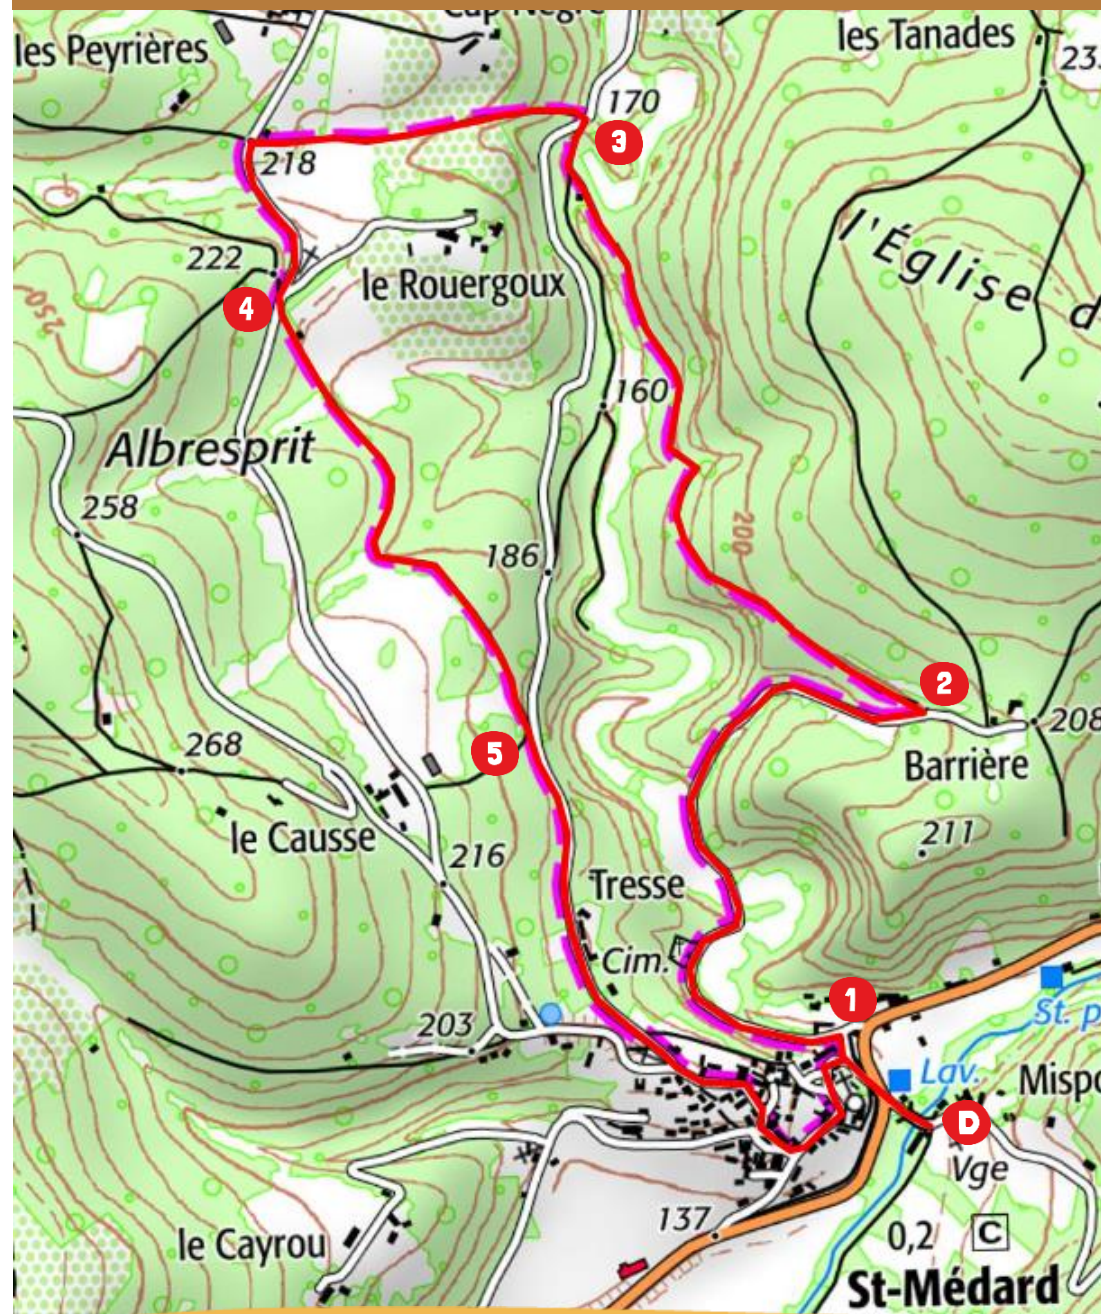 Cap Nègre
les Peyrières
les Tanades
170
3
218
l'Église d
222
le Rouergoux
4
250
160
Albresprit
258
200
186
2
208
5
268
Barrière
le Causse
211
216
Tresse
Cim.
1
St. p
203
Lav.
D
Vge
137
0,2 C
le Cayrou
St-Médard